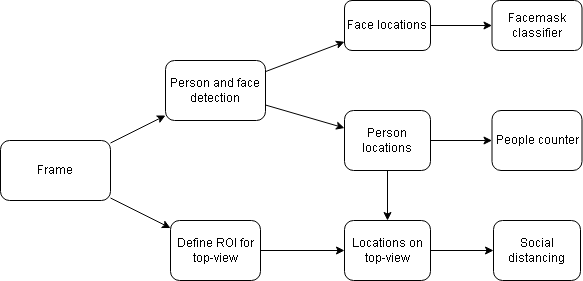 Face locations
Facemask
classifier
Person and face
detection
Person
locations
People counter
Frame
Define ROI for
top-view
Locations on
top-view
Social
distancing